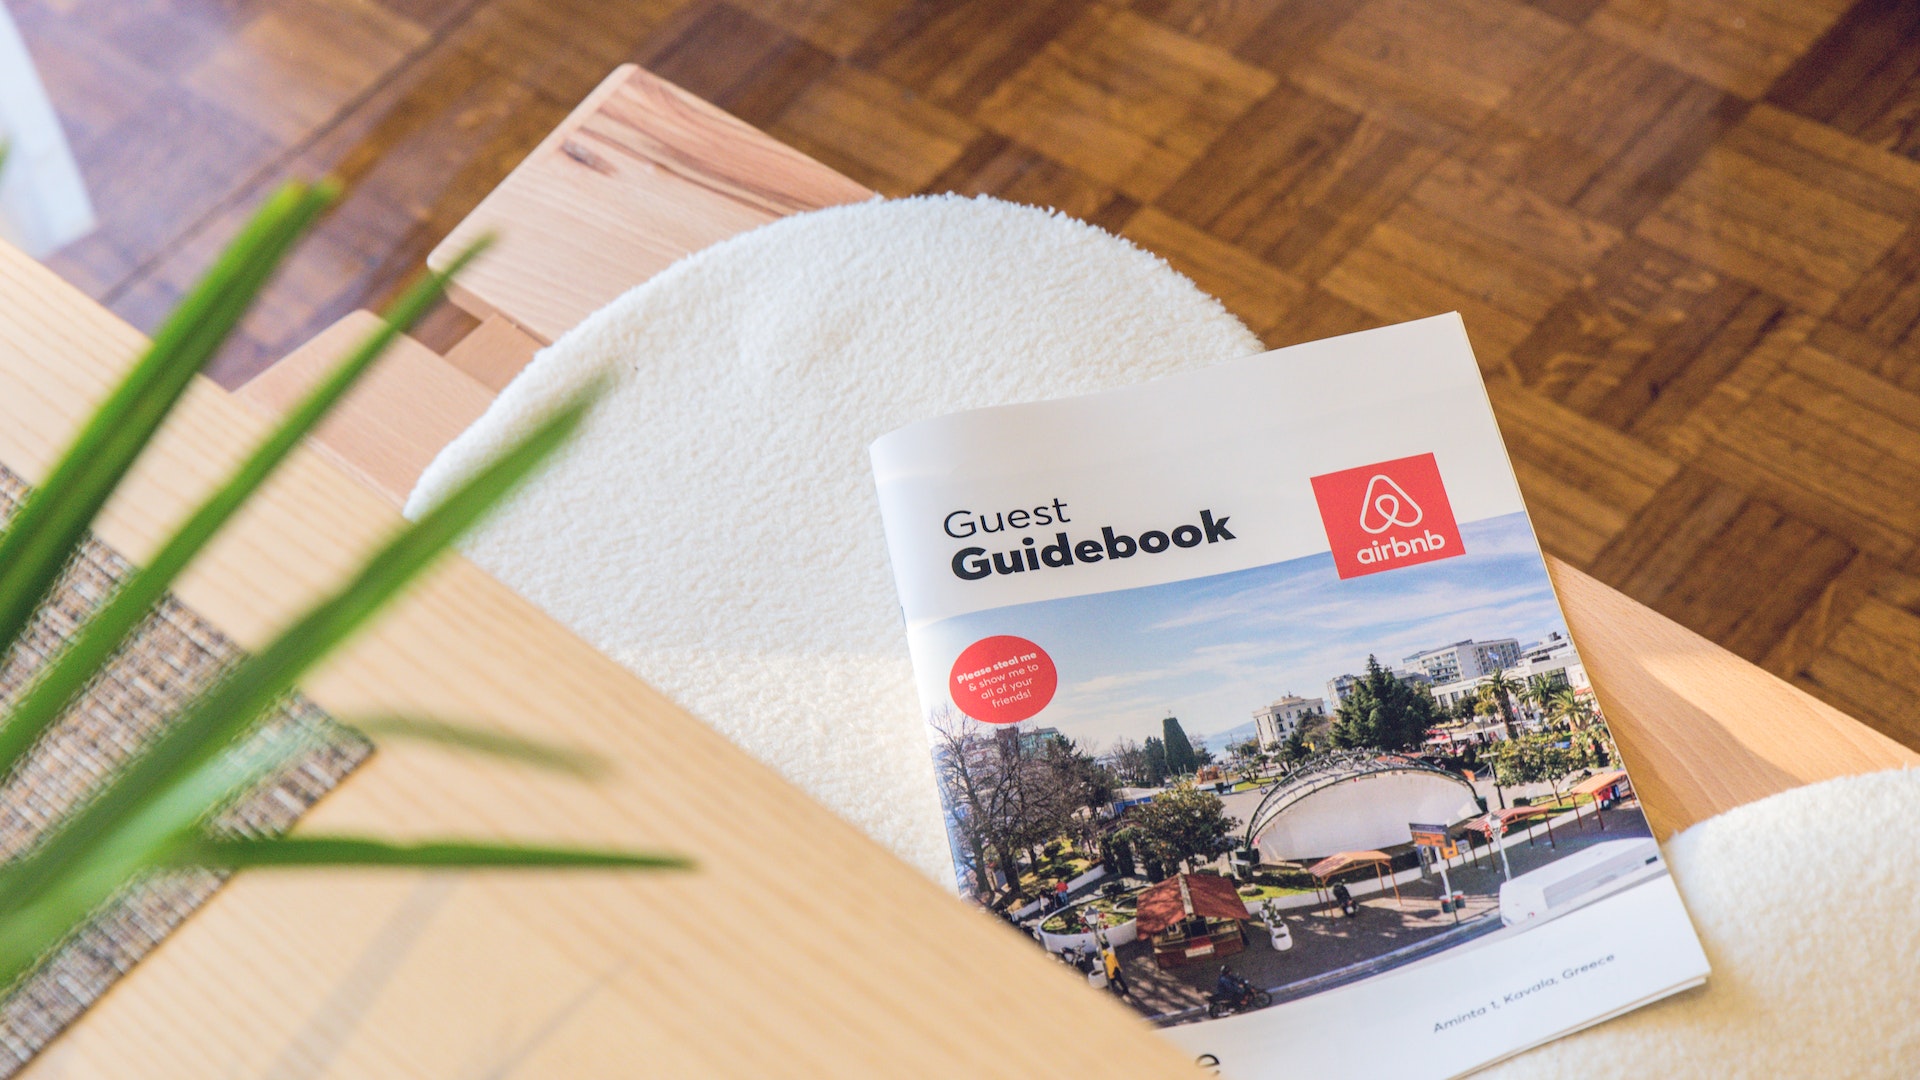 Guest
Guidebook
airbnb
Please steal me
& show me to
all of your
friends!
Aminta 1, Kavala, Greece